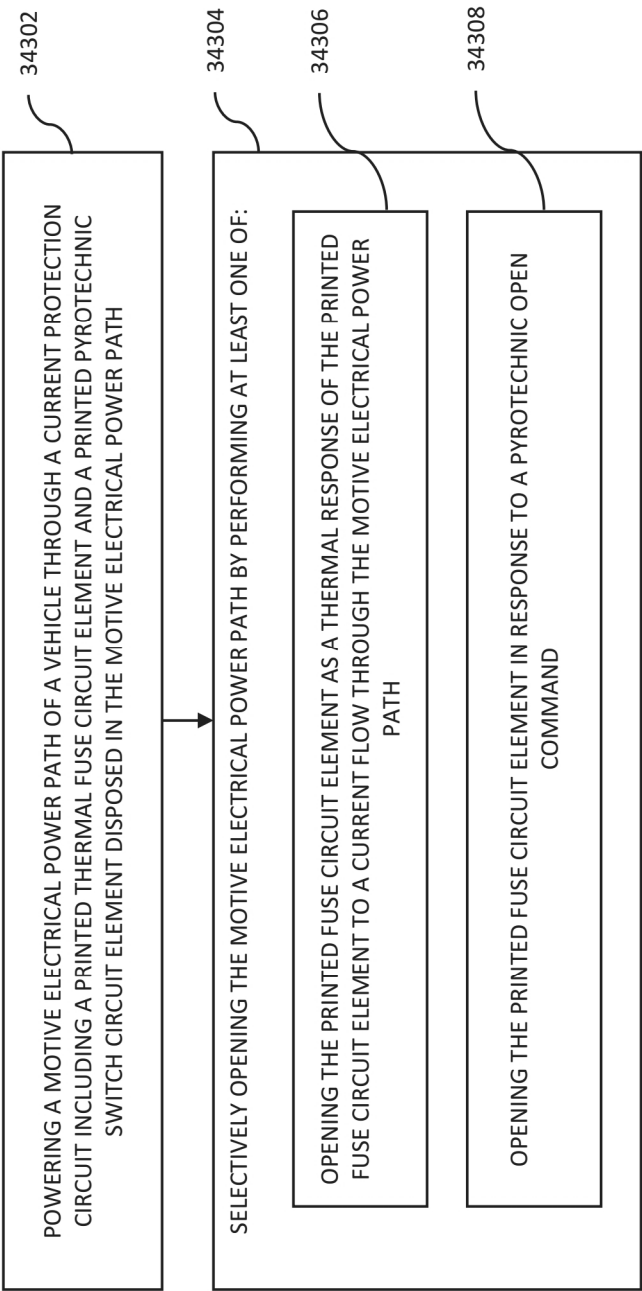 POWERING A MOTIVE ELECTRICAL POWER PATH OF A VEHICLE THROUGH A CURRENT PROTECTION
CIRCUIT INCLUDING A PRINTED THERMAL FUSE CIRCUIT ELEMENT AND A PRINTED PYROTECHNIC
SWITCH CIRCUIT ELEMENT DISPOSED IN THE MOTIVE ELECTRICAL POWER PATH
34302
SELECTIVELY OPENING THE MOTIVE ELECTRICAL POWER PATH BY PERFORMING AT LEAST ONE OF:
34304
OPENING THE PRINTED FUSE CIRCUIT ELEMENT AS A THERMAL RESPONSE OF THE PRINTED
FUSE CIRCUIT ELEMENT TO A CURRENT FLOW THROUGH THE MOTIVE ELECTRICAL POWER
PATH
34306
OPENING THE PRINTED FUSE CIRCUIT ELEMENT IN RESPONSE TO A PYROTECHNIC OPEN
COMMAND
34308